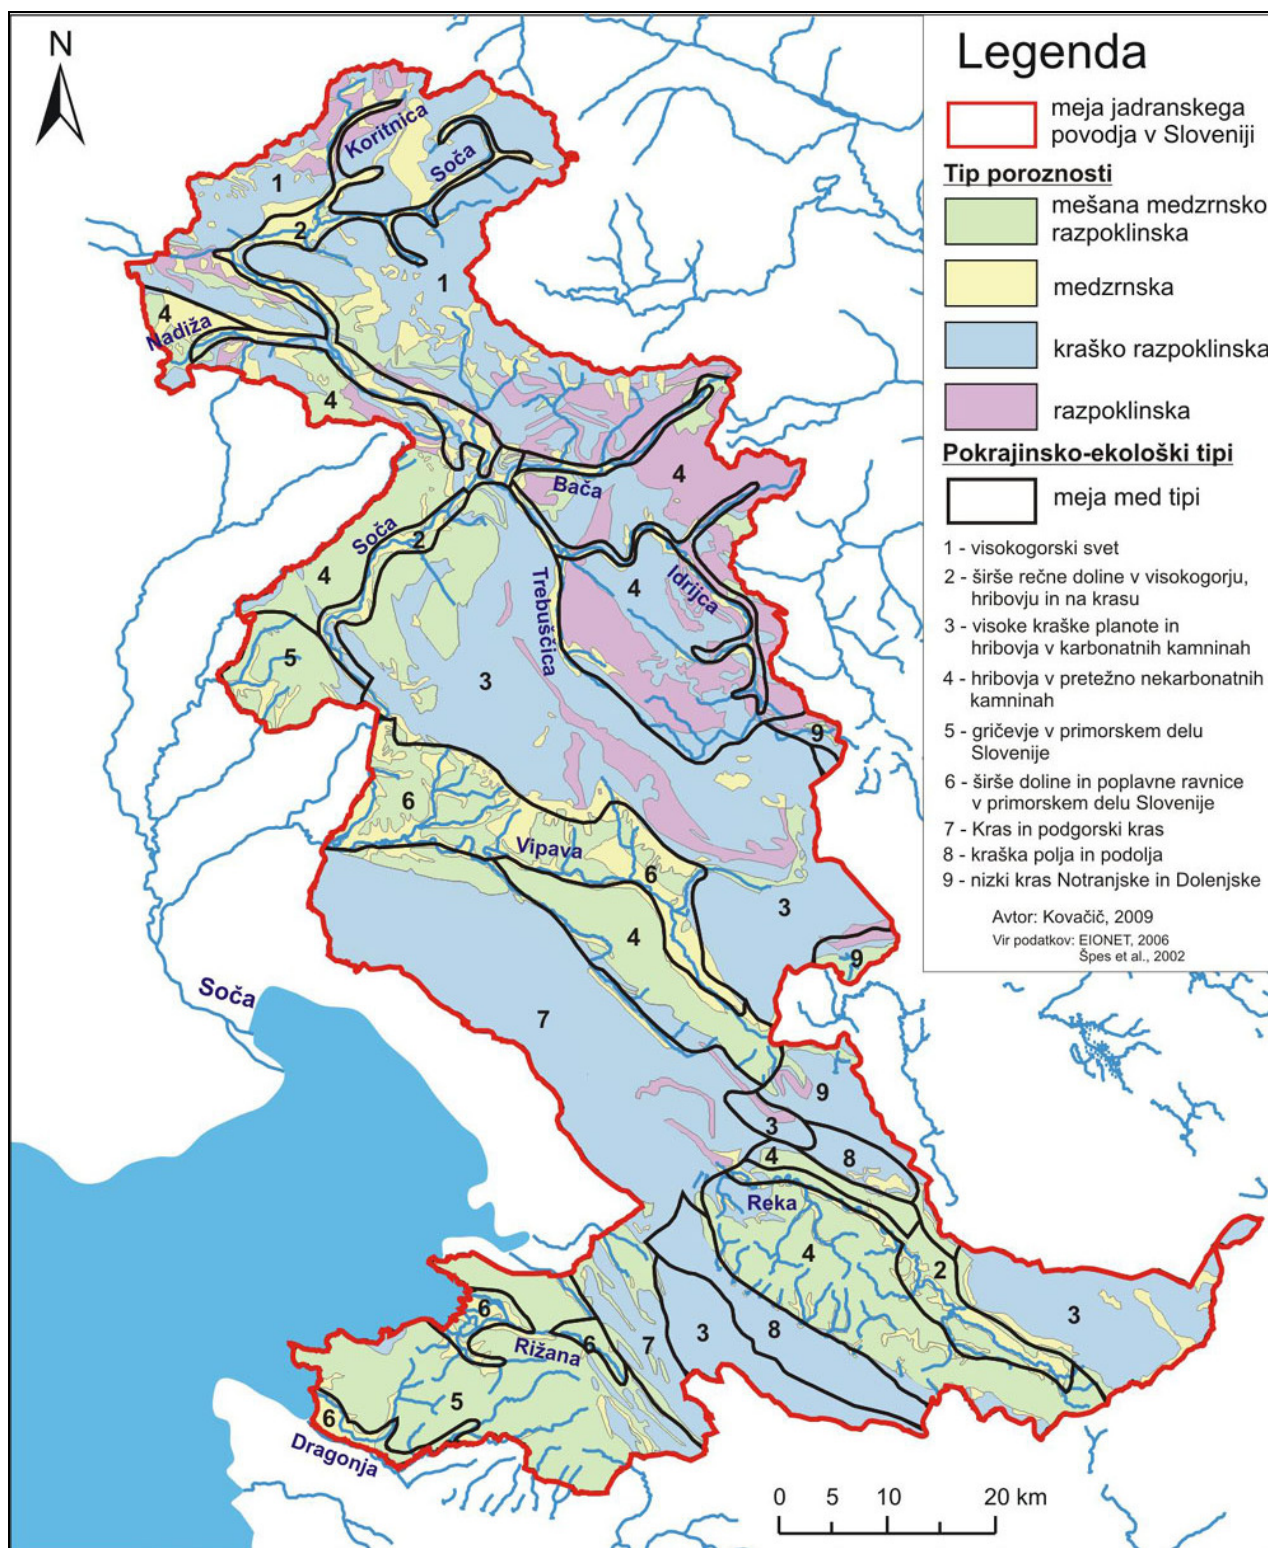 N
Koritnica
Soča
1
2
1
4
Nadiža
4
Bača
4
Soča
2
4
Trebuščica
4
Idrijca
5
3
9
6
Vipava
6
3
4
9
Soča
7
9
3
4
8
Reka
4
2
3
6
Rižana
6
7
3
8
5
6
Dragonja
Legenda
meja jadranskega
povodja v Sloveniji
Tip poroznosti
mešana medzrnsko
razpoklinska
medzrnska
kraško razpoklinska
razpoklinska
Pokrajinsko-ekološki tipi
meja med tipi
1 - visokogorski svet
2 - širše rečne doline v visokogorju,
hribovju in na krasu
3 - visoke kraške planote in
hribovja v karbonatnih kamninah
4 - hribovja v pretežno nekarbonatnih
kamninah
5 - gričevje v primorskem delu
Slovenije
6 - širše doline in poplavne ravnice
v primorskem delu Slovenije
7 - Kras in podgorski kras
8 - kraška polja in podolja
9 - nizki kras Notranjske in Dolenjske
Avtor: Kovačič, 2009
Vir podatkov: EIONET, 2006
Špes et al., 2002
0 5 10 20 km